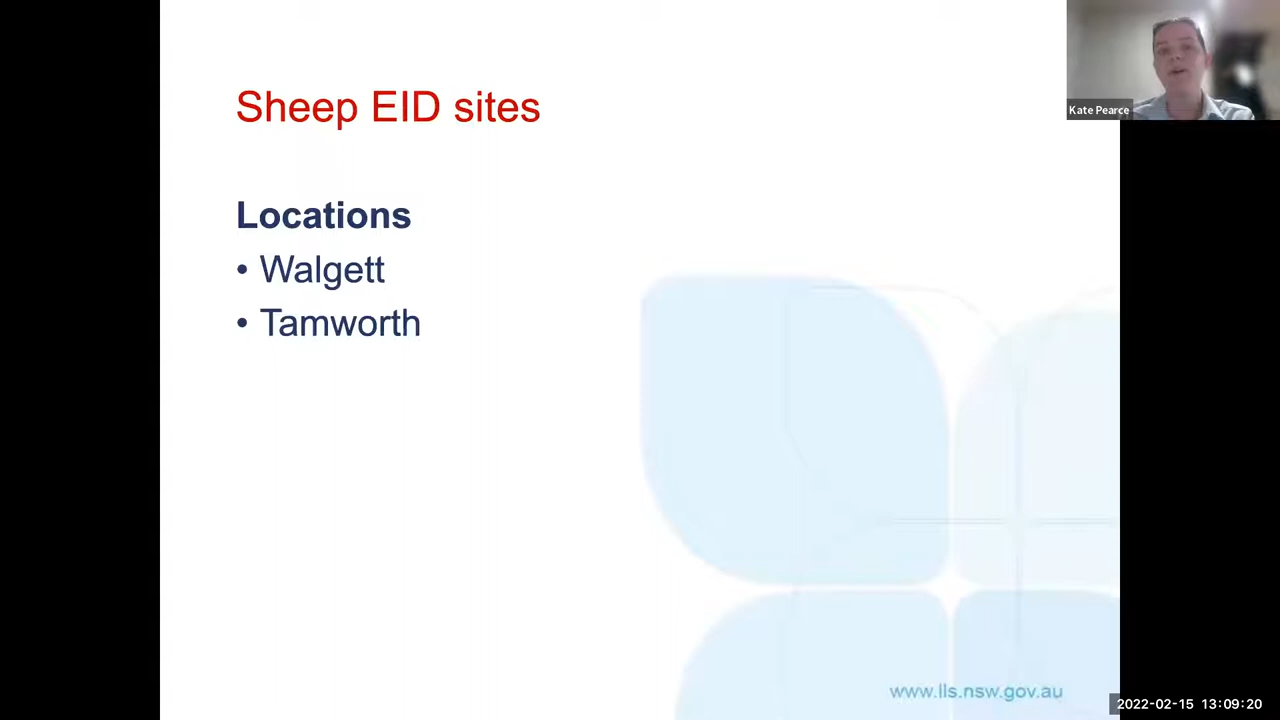 Sheep EID sites
Kate Pearce
Locations
• Walgett
• Tamworth
www.lls.nsw.gov.au
2022-02-15 13:09:20